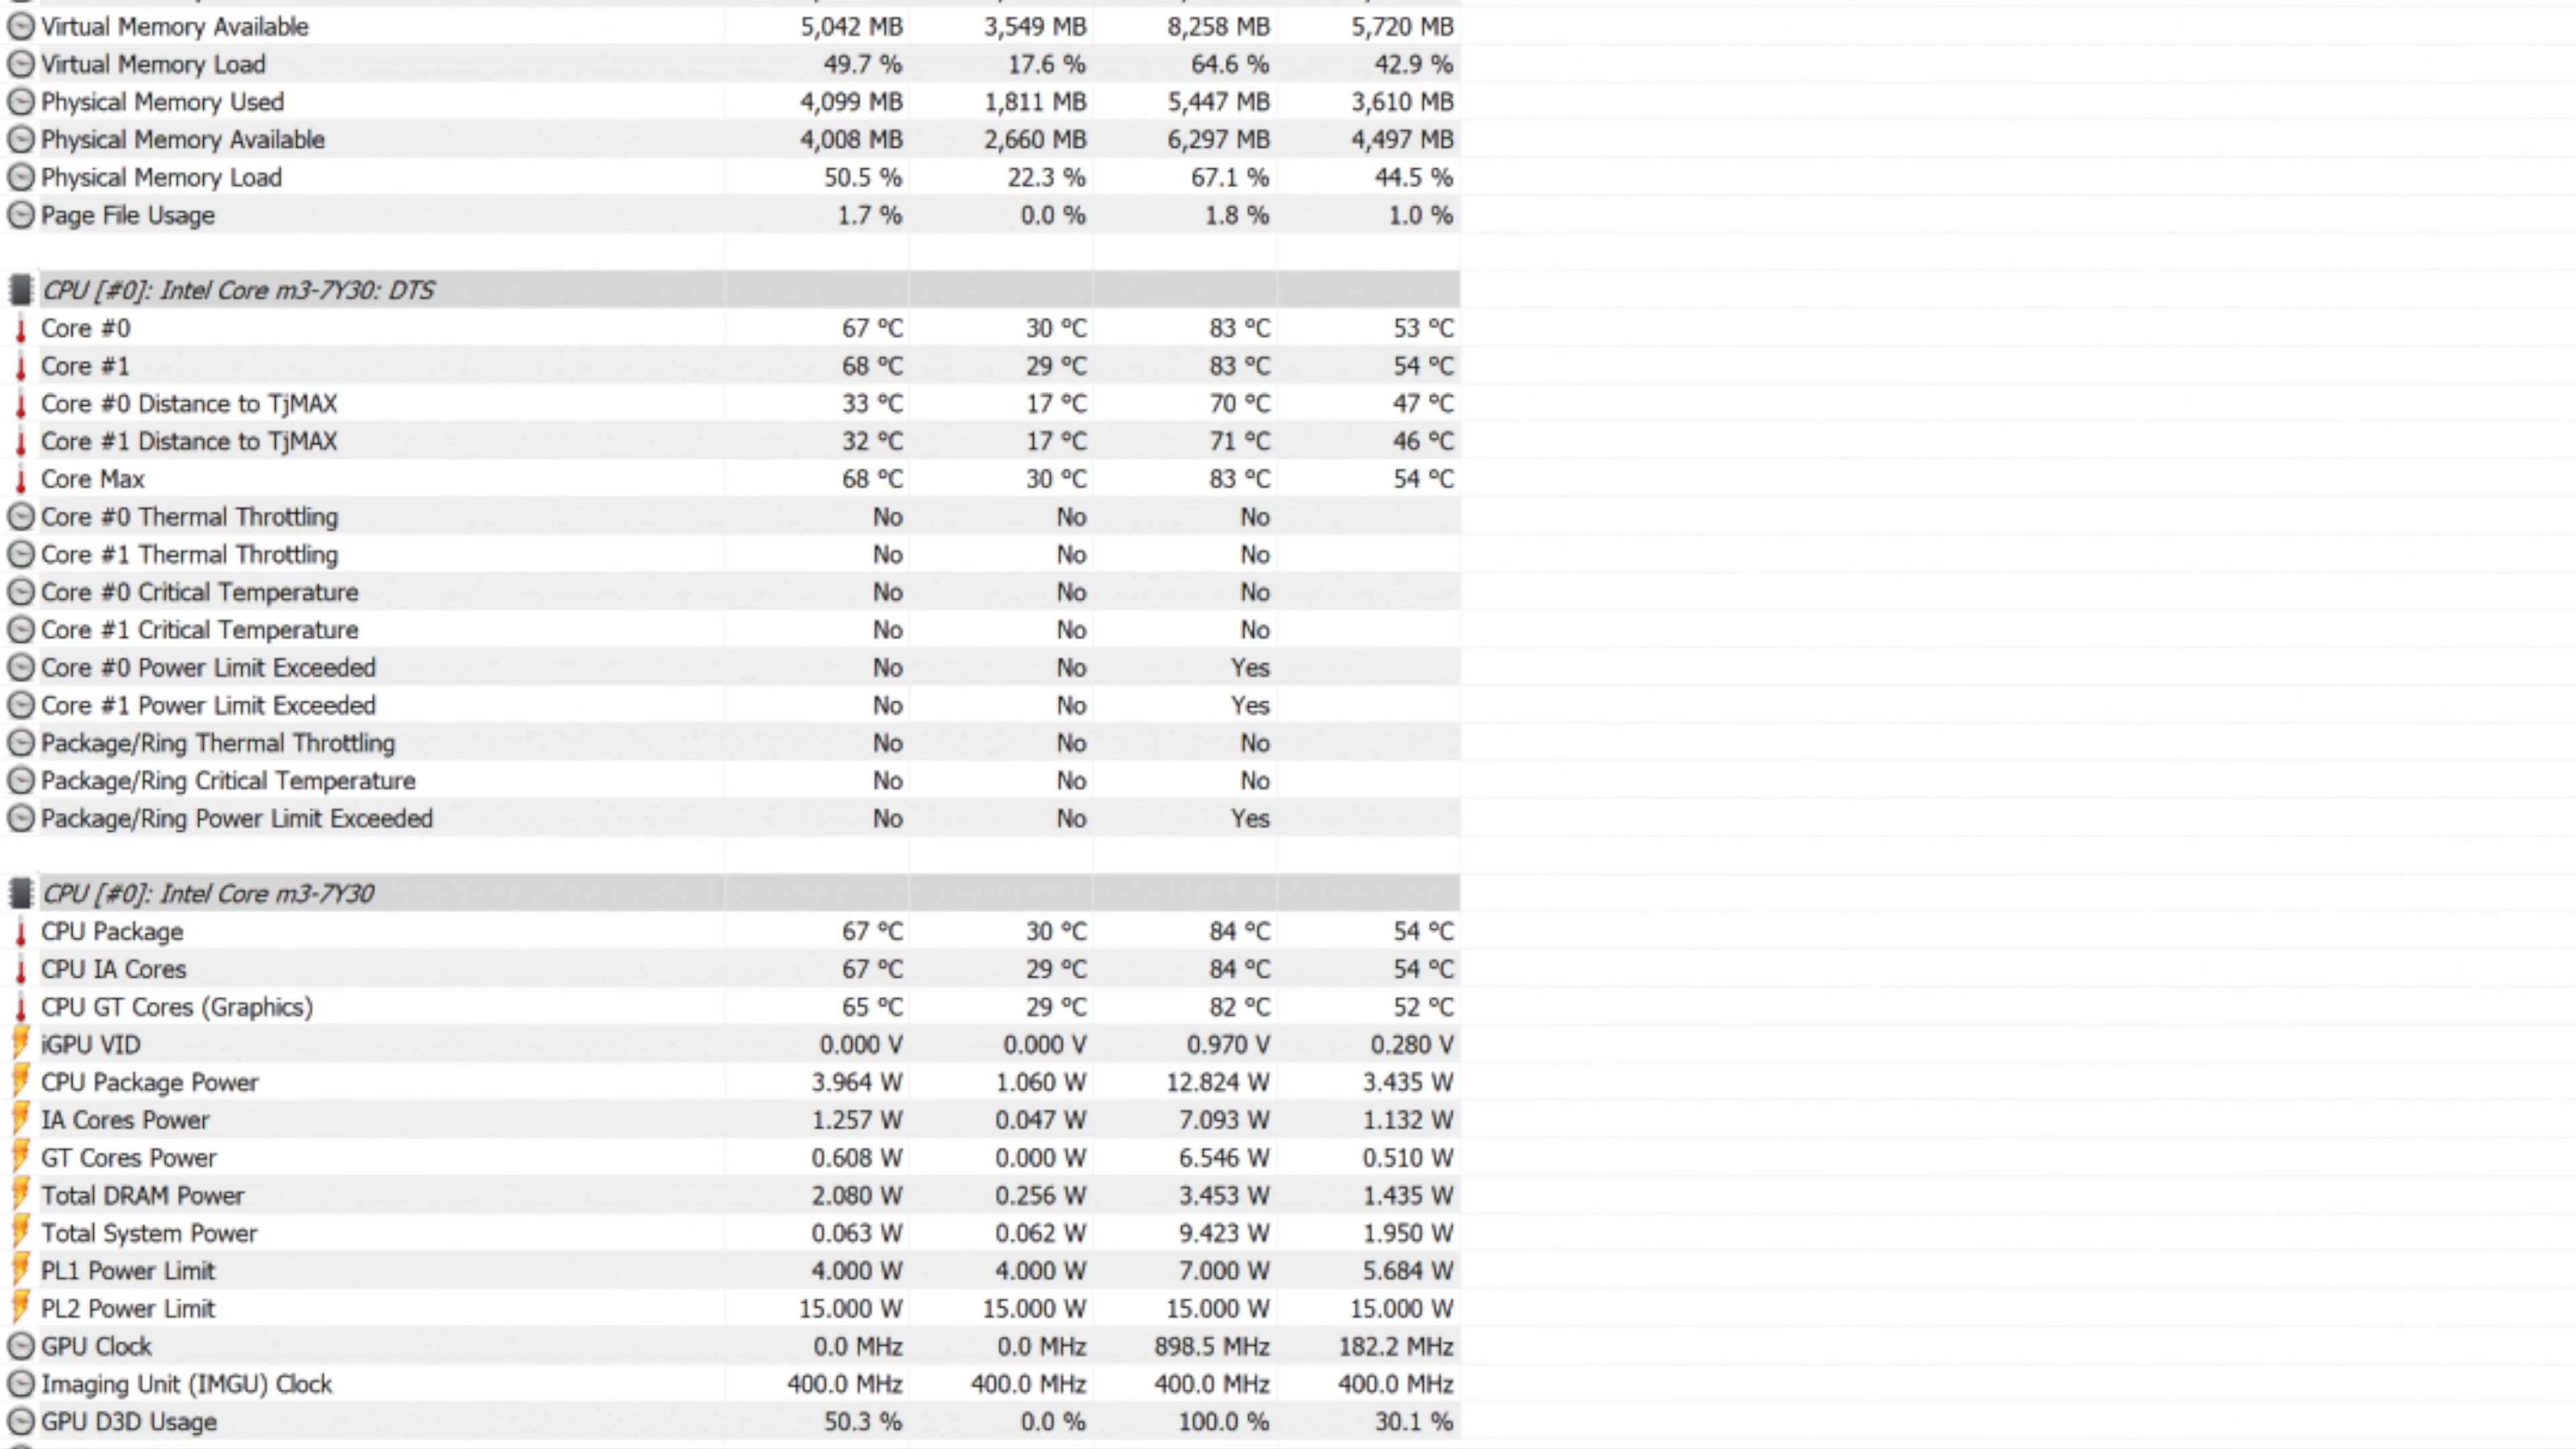 Virtual Memory Available 5,042 MB 3,549 MB 8,258 MB 5,720 MB
Virtual Memory Load 49.7 % 17.6 % 64.6 % 42.9 %
Physical Memory Used 4,099 MB 1,811 MB 5,447 MB 3,610 MB
Physical Memory Available 4,008 MB 2,660 MB 6,297 MB 4,497 MB
Physical Memory Load 50.5 % 22.3 % 67.1 % 44.5 %
Page File Usage 1.7 % 0.0 % 1.8 % 1.0 %
CPU [#0]: Intel Core m3-7Y30: DTS
Core #0 67 °C 30 °C 83 °C 53 °C
Core #1 68 °C 29 °C 83 °C 54 °C
Core #0 Distance to TjMAX 33 °C 17 °C 70 °C 47 °C
Core #1 Distance to TjMAX 32 °C 17 °C 71 °C 46 °C
Core Max 68 °C 30 °C 83 °C 54 °C
Core #0 Thermal Throttling No No No
Core #1 Thermal Throttling No No No
Core #0 Critical Temperature No No No
Core #1 Critical Temperature No No No
Core #0 Power Limit Exceeded No No Yes
Core #1 Power Limit Exceeded No No Yes
Package/Ring Thermal Throttling No No No
Package/Ring Critical Temperature No No No
Package/Ring Power Limit Exceeded No No Yes
CPU [#0]: Intel Core m3-7Y30
CPU Package 67 °C 30 °C 84 °C 54 °C
CPU IA Cores 67 °C 29 °C 84 °C 54 °C
CPU GT Cores (Graphics) 65 °C 29 °C 82 °C 52 °C
iGPU VID 0.000 V 0.000 V 0.970 V 0.280 V
CPU Package Power 3.964 W 1.060 W 12.824 W 3.435 W
IA Cores Power 1.257 W 0.047 W 7.093 W 1.132 W
GT Cores Power 0.608 W 0.000 W 6.546 W 0.510 W
Total DRAM Power 2.080 W 0.256 W 3.453 W 1.435 W
Total System Power 0.063 W 0.062 W 9.423 W 1.950 W
PL1 Power Limit 4.000 W 4.000 W 7.000 W 5.684 W
PL2 Power Limit 15.000 W 15.000 W 15.000 W 15.000 W
GPU Clock 0.0 MHz 0.0 MHz 898.5 MHz 182.2 MHz
Imaging Unit (IMGU) Clock 400.0 MHz 400.0 MHz 400.0 MHz 400.0 MHz
GPU D3D Usage 50.3 % 0.0 % 100.0 % 30.1 %